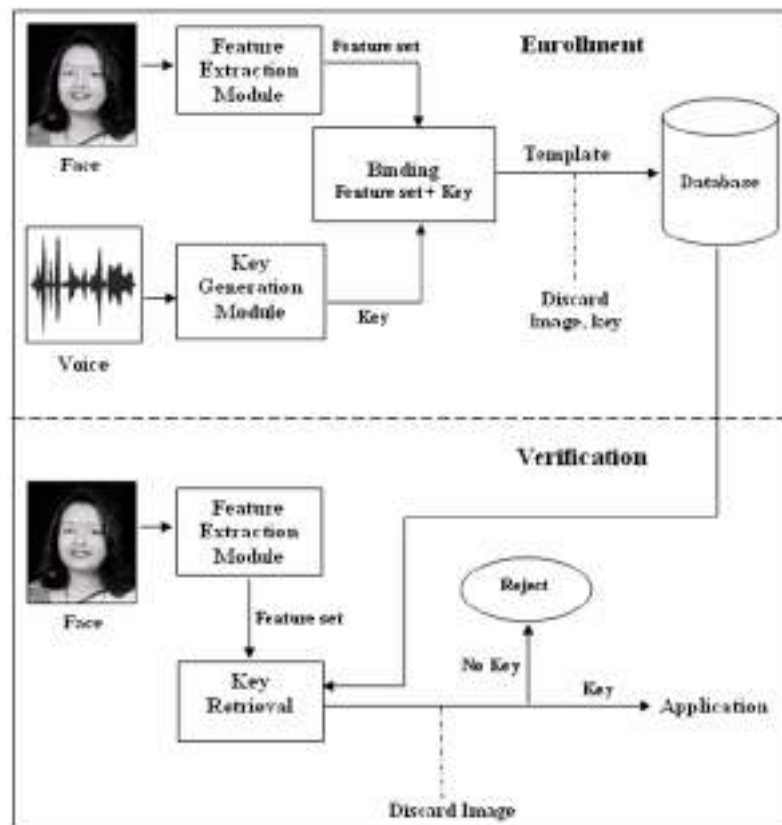 Feature set
Enrollment
Feature
Extraction
Module
Face
Binding
Feature set + Key
Template
Database
Key
Generation
Module
Key
Discard
Image, key
Voice
Verification
Feature
Extraction
Module
Face
Feature set
Reject
No Key
Key
Retrieval
Key
Application
Discard Image